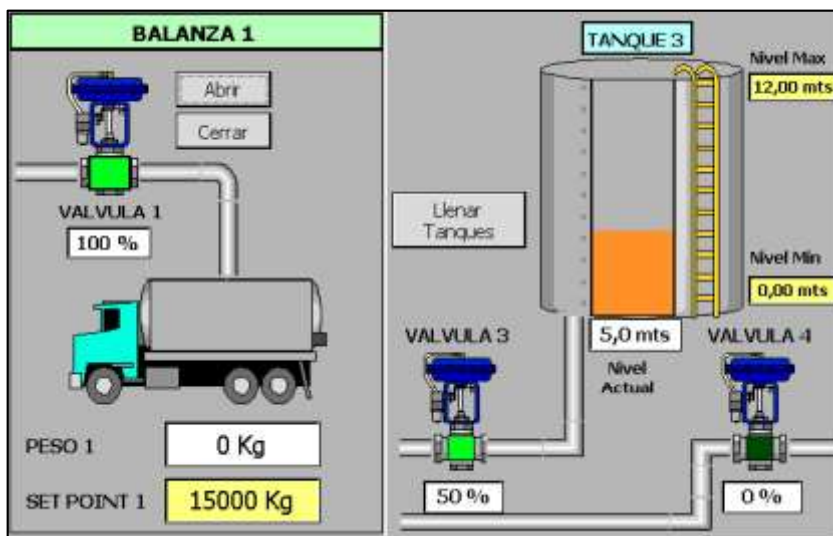 BALANZA 1
Abrir
Cerrar
VALVULA 1
100 %
PESO 1
0 Kg
SET POINT 1
15000 Kg
TANQUE 3
Nivel Max
12,00 mts
Llenar
Tanques
Nivel Min
0,00 mts
VALVULA 3
5,0 mts
VALVULA 4
Nivel
Actual
50 %
0 %